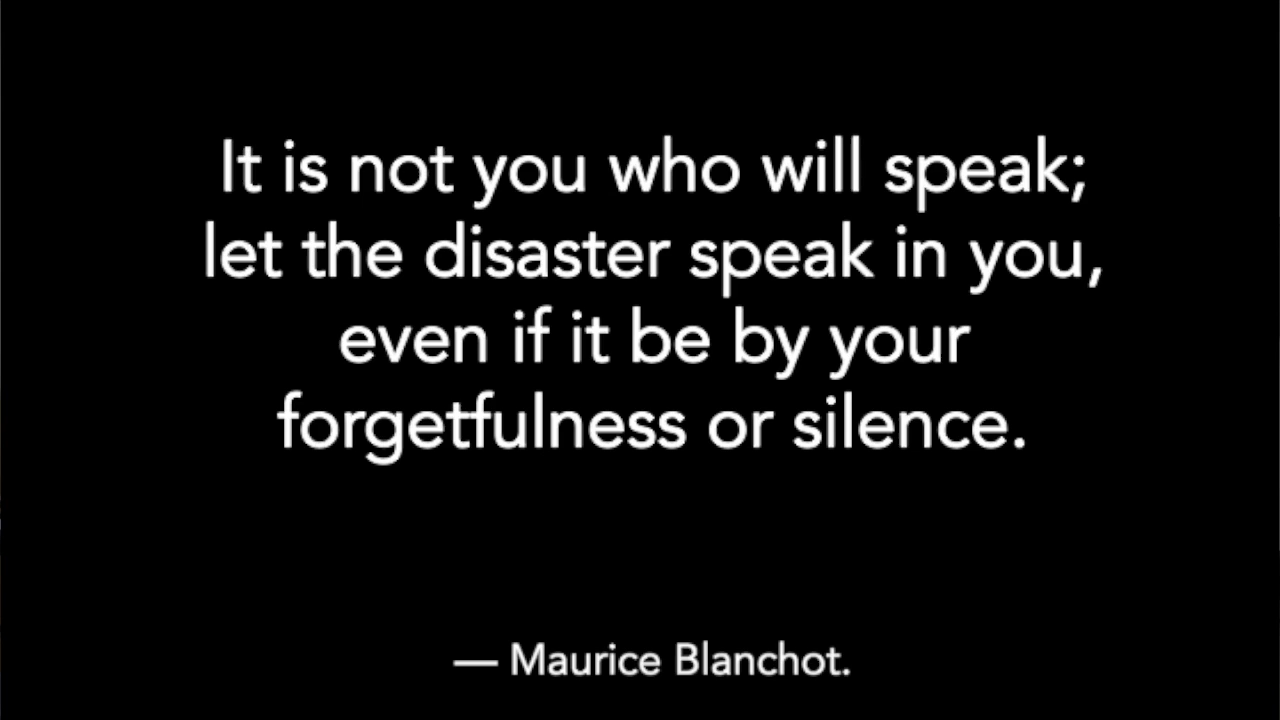 It is not you who will speak;
let the disaster speak in you,
even if it be by your
forgetfulness or silence.
— Maurice Blanchot.